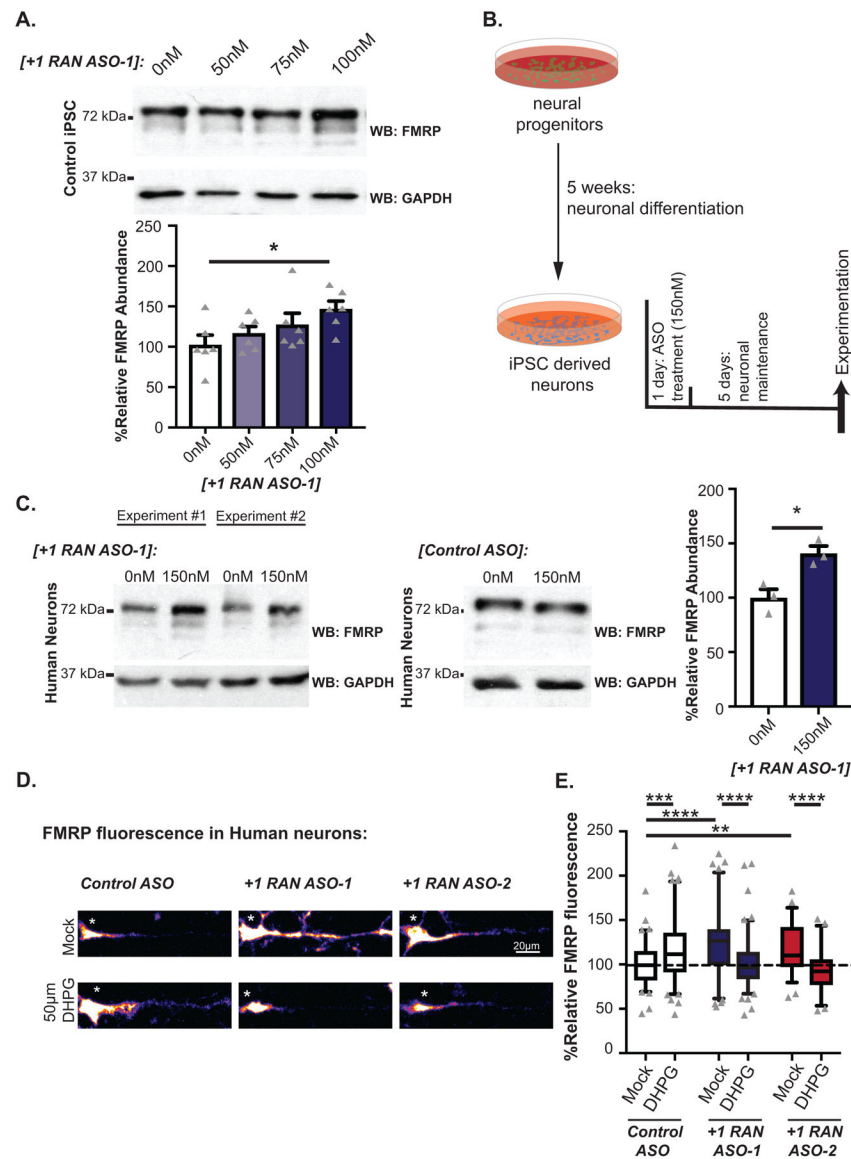 A.
[+1 RAN ASO-1]:
0nM 50nM 75nM 100nM
Control iPSC
72 kDa
WB: FMRP
37 kDa
WB: GAPDH
%Relative FMRP Abundance
250
200
150
100
50
0
*
0nM 50nM 75nM 100nM
[+1 RAN ASO-1]
B.
neural
progenitors
5 weeks:
neuronal differentiation
iPSC derived
neurons
1 day: ASO
treatment (150nM)
5 days:
neuronal
maintenance
Experimentation
C.
Experiment #1 Experiment #2
[+1 RAN ASO-1]:
0nM 150nM 0nM 150nM
Human Neurons
72 kDa
WB: FMRP
37 kDa
WB: GAPDH
[Control ASO]:
0nM 150nM
Human Neurons
72 kDa
WB: FMRP
37 kDa
WB: GAPDH
%Relative FMRP Abundance
200
150
100
50
0
*
0nM 150nM
[+1 RAN ASO-1]
D.
FMRP fluorescence in Human neurons:
Control ASO +1 RAN ASO-1 +1 RAN ASO-2
Mock
* * *
20μm
50μm
DHPG
* * *
E.
*** **** ****
****
**
%Relative FMRP fluorescence
250
200
150
100
50
0
Mock DHPG Mock DHPG Mock DHPG
Control
ASO
+1 RAN
ASO-1
+1 RAN
ASO-2